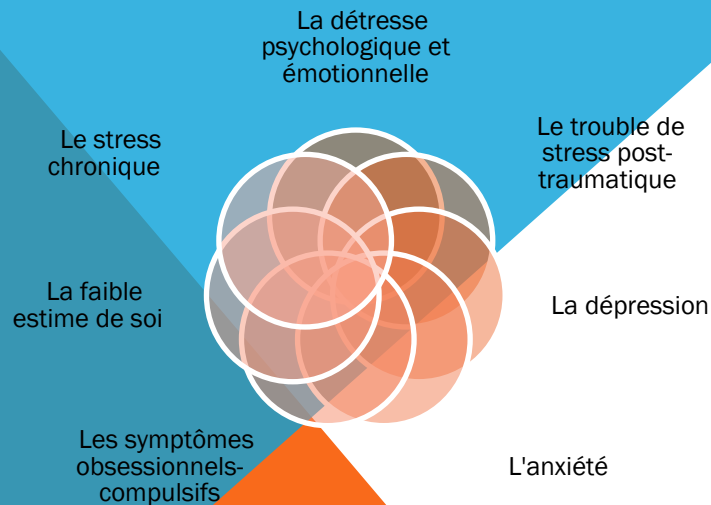 La détresse
psychologique et
émotionnelle
Le trouble de
stress post-
traumatique
La dépression
L'anxiété
Les symptômes
obsessionnels-
compulsifs
La faible
estime de soi
Le stress
chronique